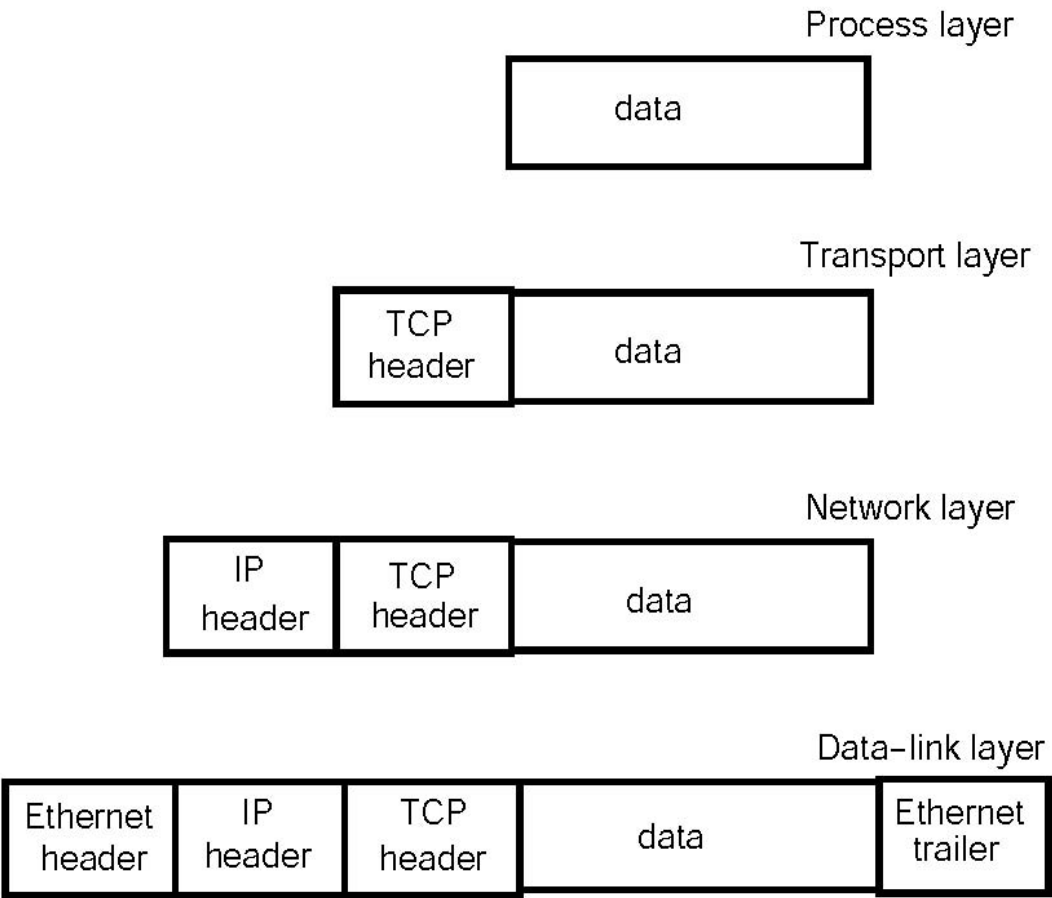 Process layer
data
Transport layer
TCP
header
data
Network layer
IP
header
TCP
header
data
Data-link layer
Ethernet
header
IP
header
TCP
header
data
Ethernet
trailer